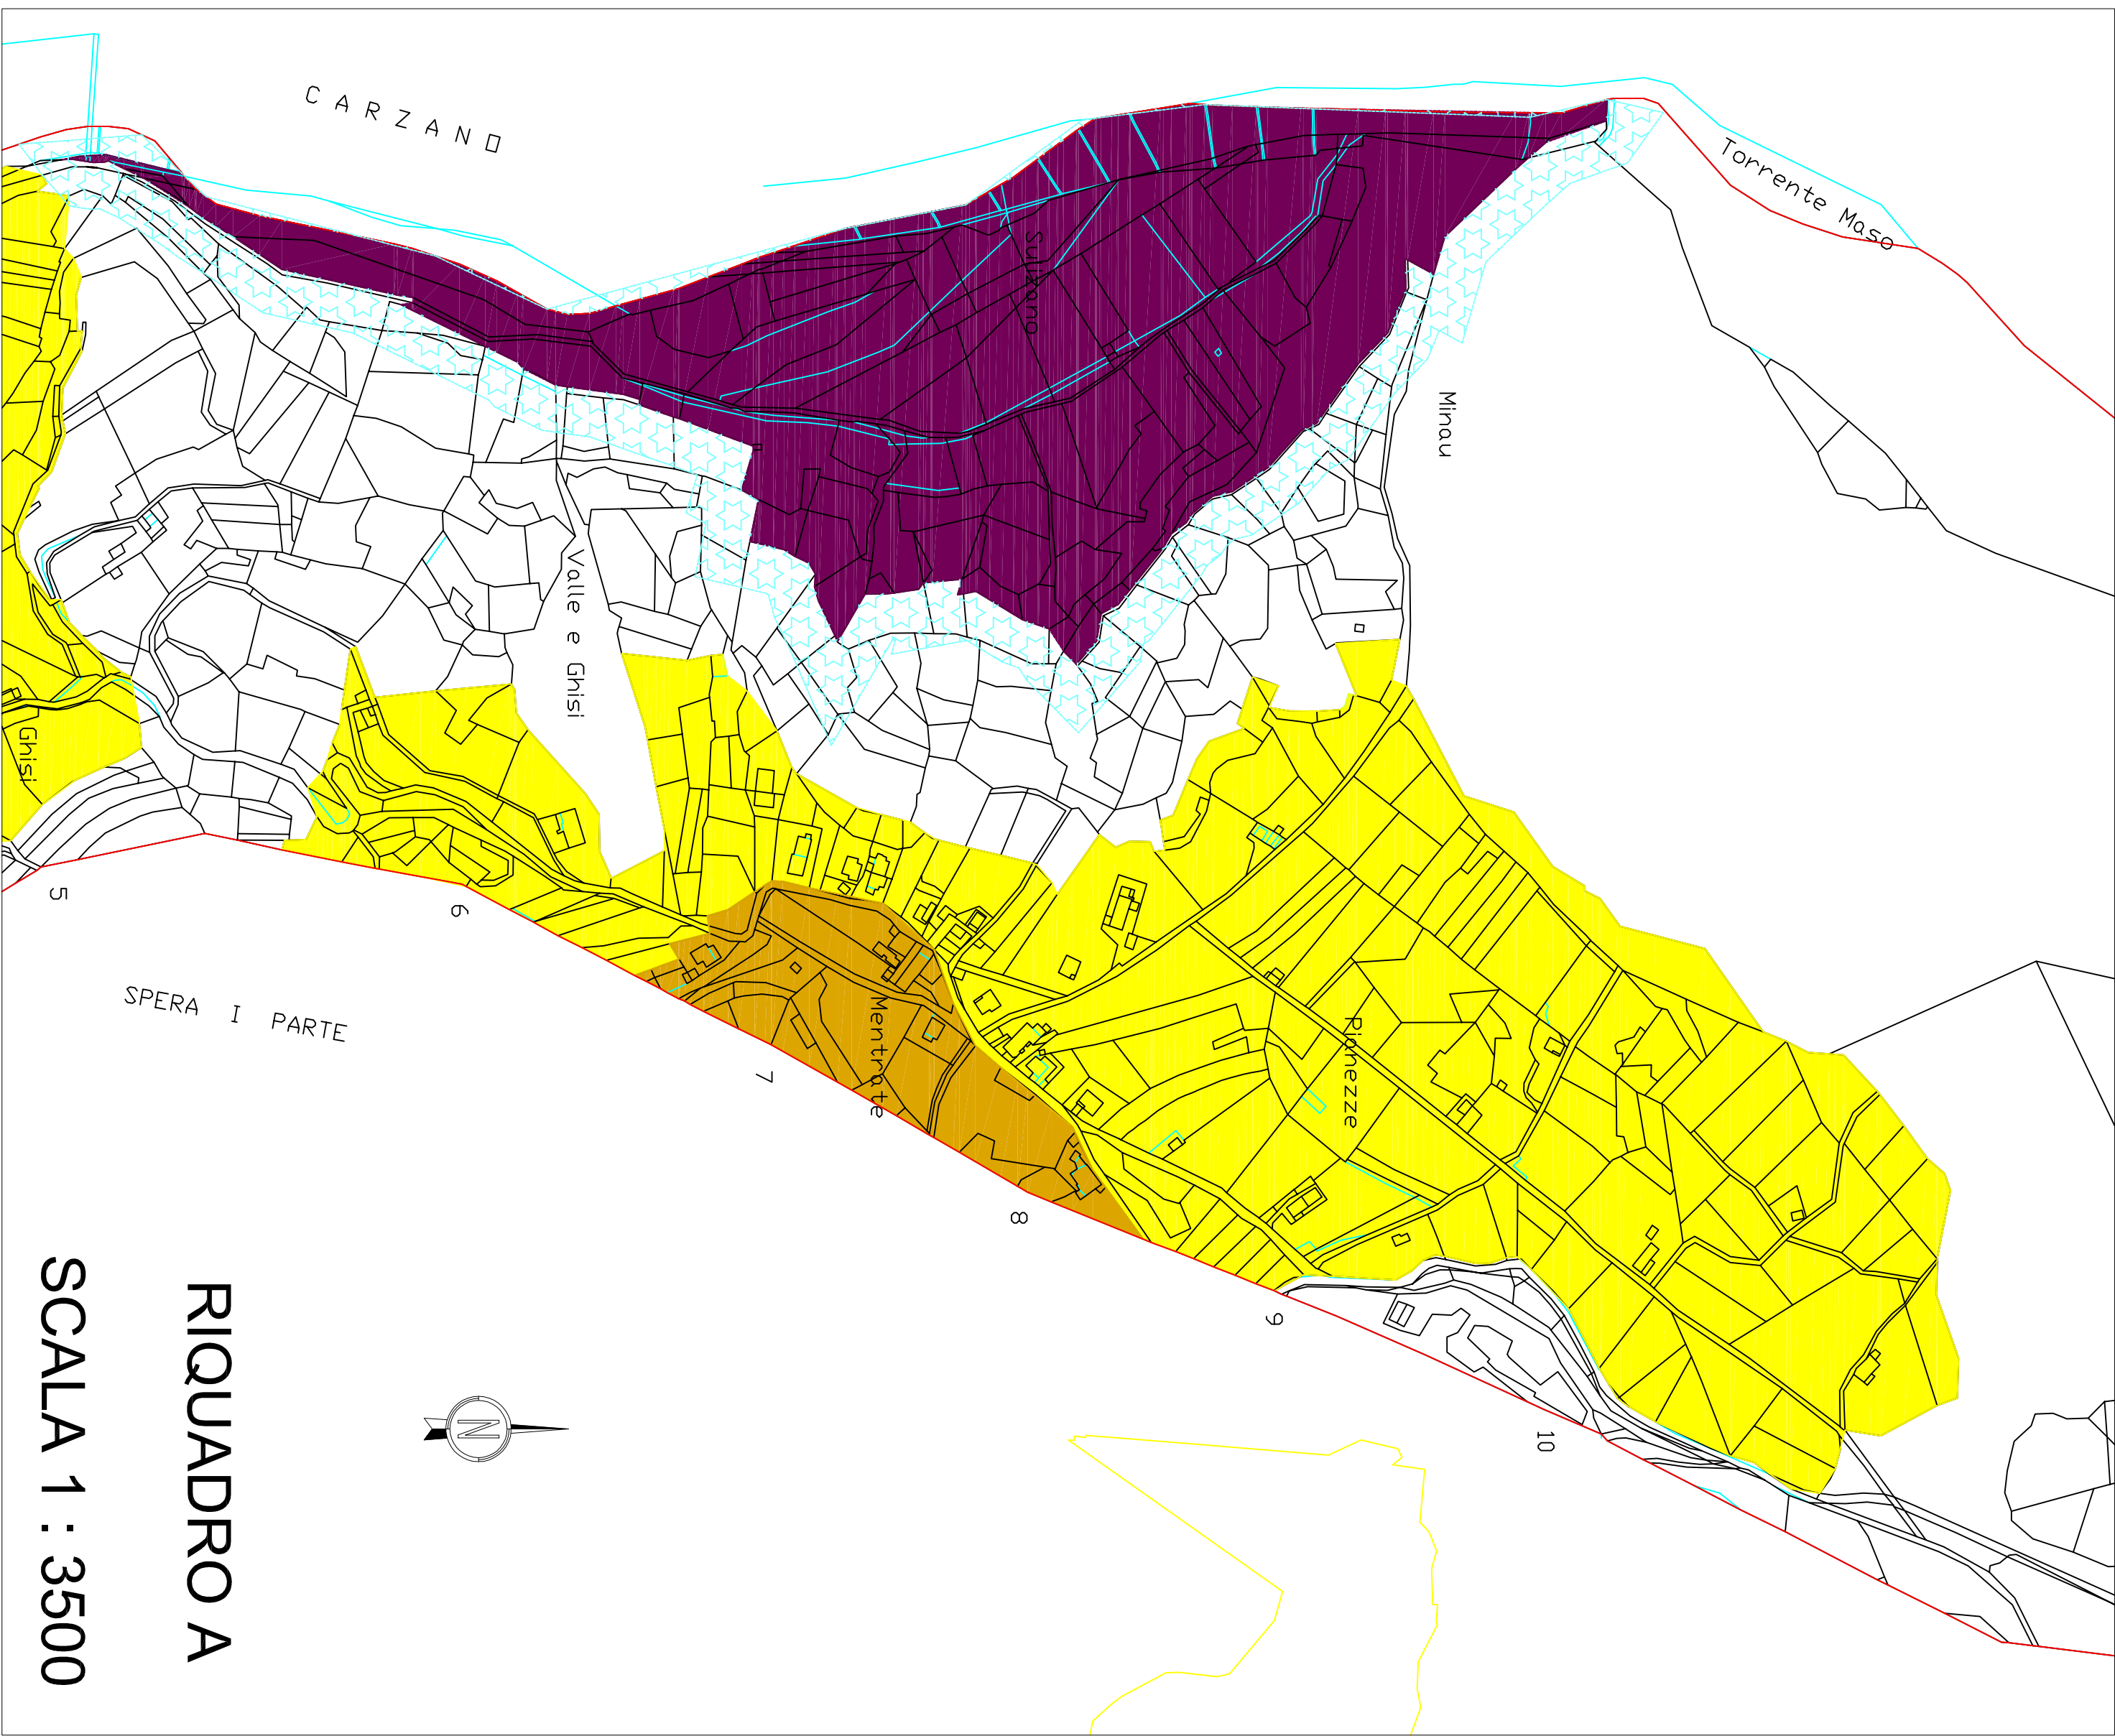 CARZANO
Torrente Maso
Sulizano
Minau
Valle e Ghisi
Ghisi
Mentrate
Pianezze
5
6
7
8
9
10
SPERA I PARTE
N
RIQUADRO A
SCALA 1 : 3500